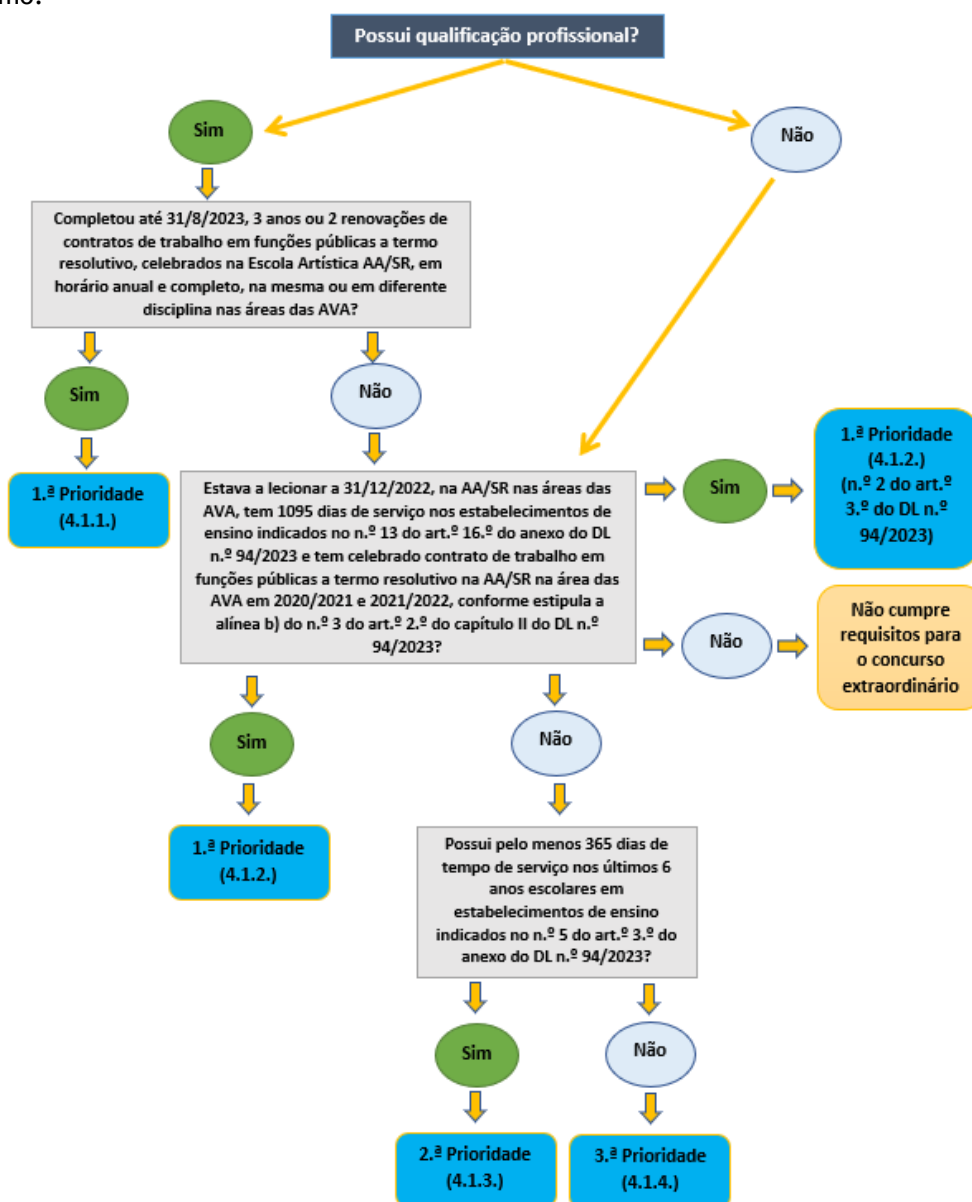 Possui qualificação profissional?
Sim
Não
Completou até 31/8/2023, 3 anos ou 2 renovações de
contratos de trabalho em funções públicas a termo
resolutivo, celebrados na Escola Artística AA/SR, em
horário anual e completo, na mesma ou em diferente
disciplina nas áreas das AVA?
Sim
Não
1.ª Prioridade
(4.1.1.)
Estava a lecionar a 31/12/2022, na AA/SR nas áreas das
AVA, tem 1095 dias de serviço nos estabelecimentos de
ensino indicados no n.º 13 do art.º 16.º do anexo do DL
n.º 94/2023 e tem celebrado contrato de trabalho em
funções públicas a termo resolutivo na AA/SR na área das
AVA em 2020/2021 e 2021/2022, conforme estipula a
alínea b) do n.º 3 do art.º 2.º do capítulo II do DL n.º
94/2023?
Sim
1.ª Prioridade
(4.1.2.)
(n.º 2 do art.º
3.º do DL n.º
94/2023)
Não
Não cumpre
requisitos para
o concurso
extraordinário
Sim
Não
1.ª Prioridade
(4.1.2.)
Possui pelo menos 365 dias de
tempo de serviço nos últimos 6
anos escolares em
estabelecimentos de ensino
indicados no n.º 5 do art.º 3.º do
anexo do DL n.º 94/2023?
Sim
Não
2.ª Prioridade
(4.1.3.)
3.ª Prioridade
(4.1.4.)